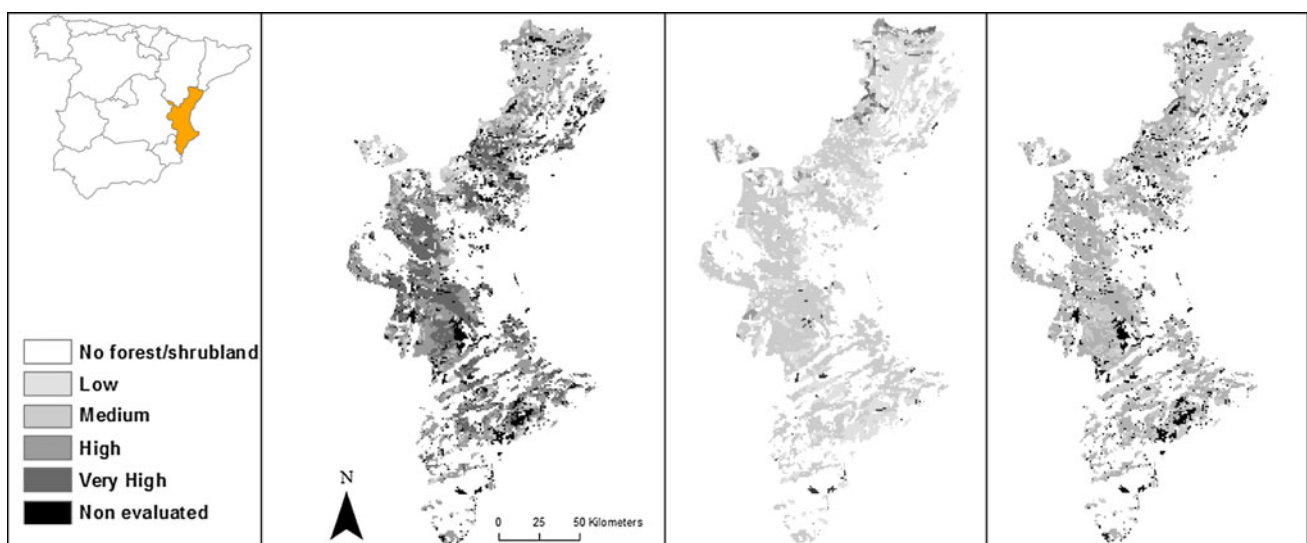 No forest/shrubland
Low
Medium
High
Very High
Non evaluated
N
0 25 50 Kilometers